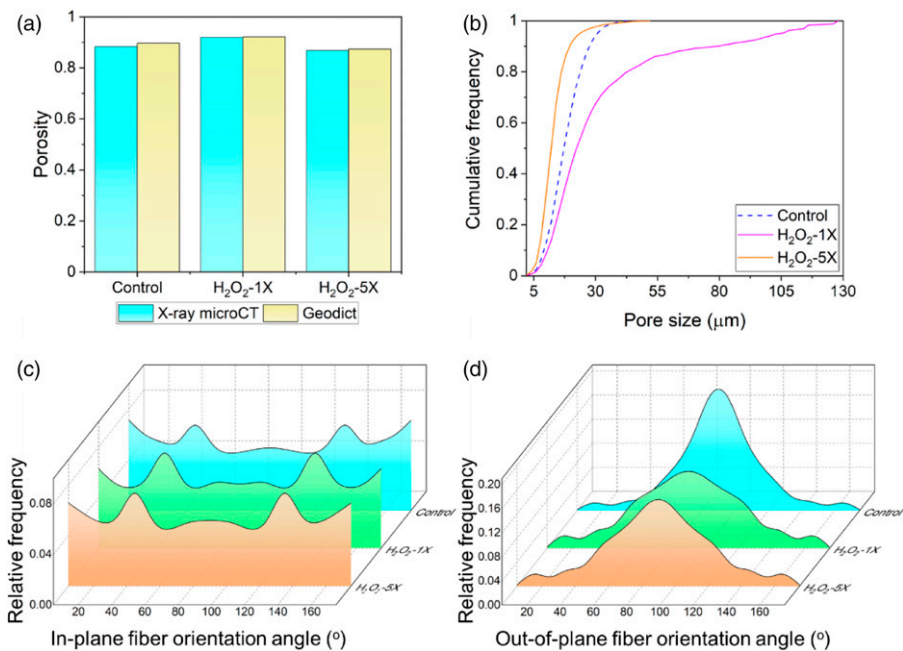 (a)
1
0.8
0.6
0.4
0.2
0
Porosity
Control H₂O₂-1X H₂O₂-5X
X-ray microCT Geodict
(b)
1
0.8
0.6
0.4
0.2
0
Cumulative frequency
Control
H₂O₂-1X
H₂O₂-5X
5 30 55 80 105 130
Pore size (μm)
(c)
Relative frequency
0.08
0.04
0.00
20 40 60 80 100 120 140 160
Control
H₂O₂-1X
H₂O₂-5X
In-plane fiber orientation angle (º)
(d)
Relative frequency
0.20
0.16
0.12
0.08
0.04
0.00
20 40 60 80 100 120 140 160
Control
H₂O₂-1X
H₂O₂-5X
Out-of-plane fiber orientation angle (º)